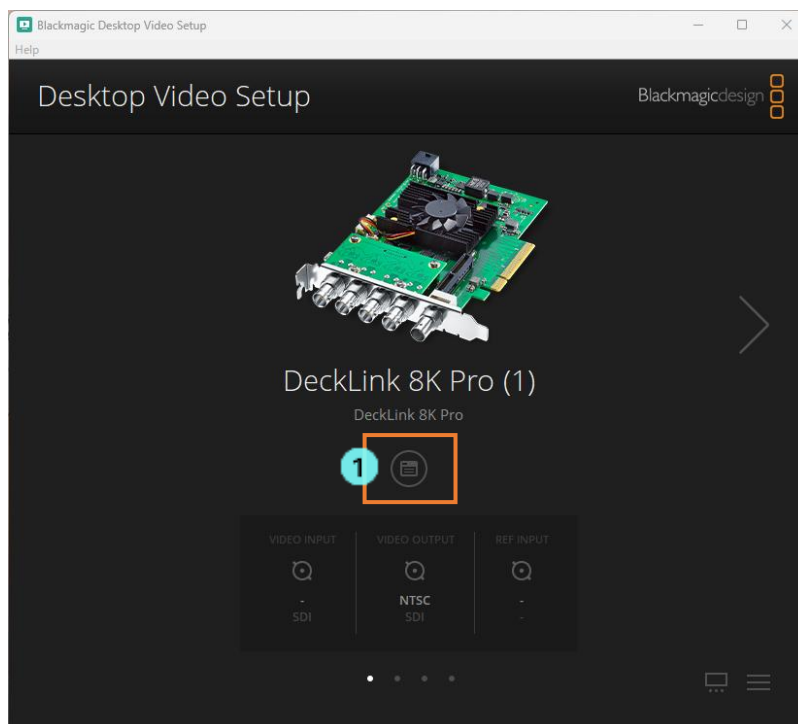 Blackmagic Desktop Video Setup
Help
Desktop Video Setup
Blackmagicdesign
DeckLink 8K Pro (1)
DeckLink 8K Pro
1
VIDEO INPUT VIDEO OUTPUT REF INPUT
- NTSC -
SDI SDI -